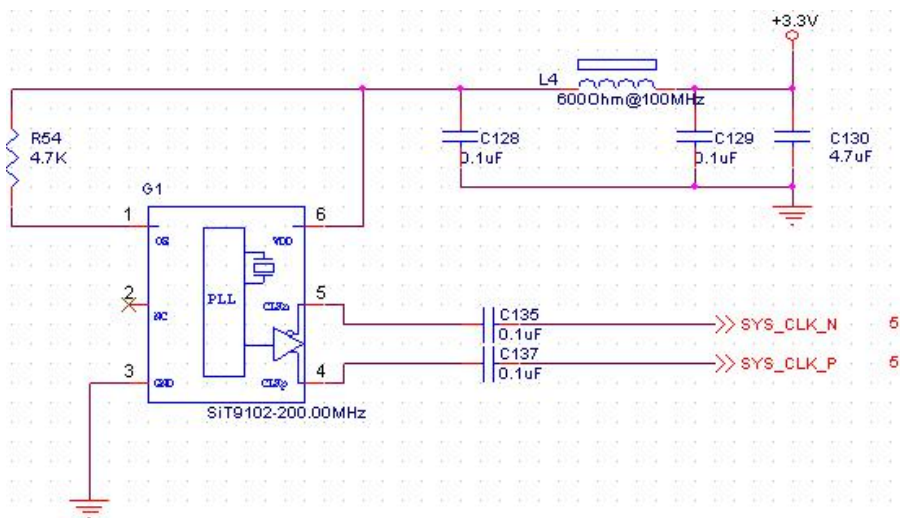 +3.3V
L4
600Ohm@100MHz
R54
4.7K
C128
0.1uF
C129
0.1uF
C130
4.7uF
G1
1
6
OE
VDD
2
5
NC
PLL
CLKn
C135
0.1uF
SYS_CLK_N 5
C137
0.1uF
SYS_CLK_P 5
3
4
GND
CLKp
SiT9102-200.00MHz